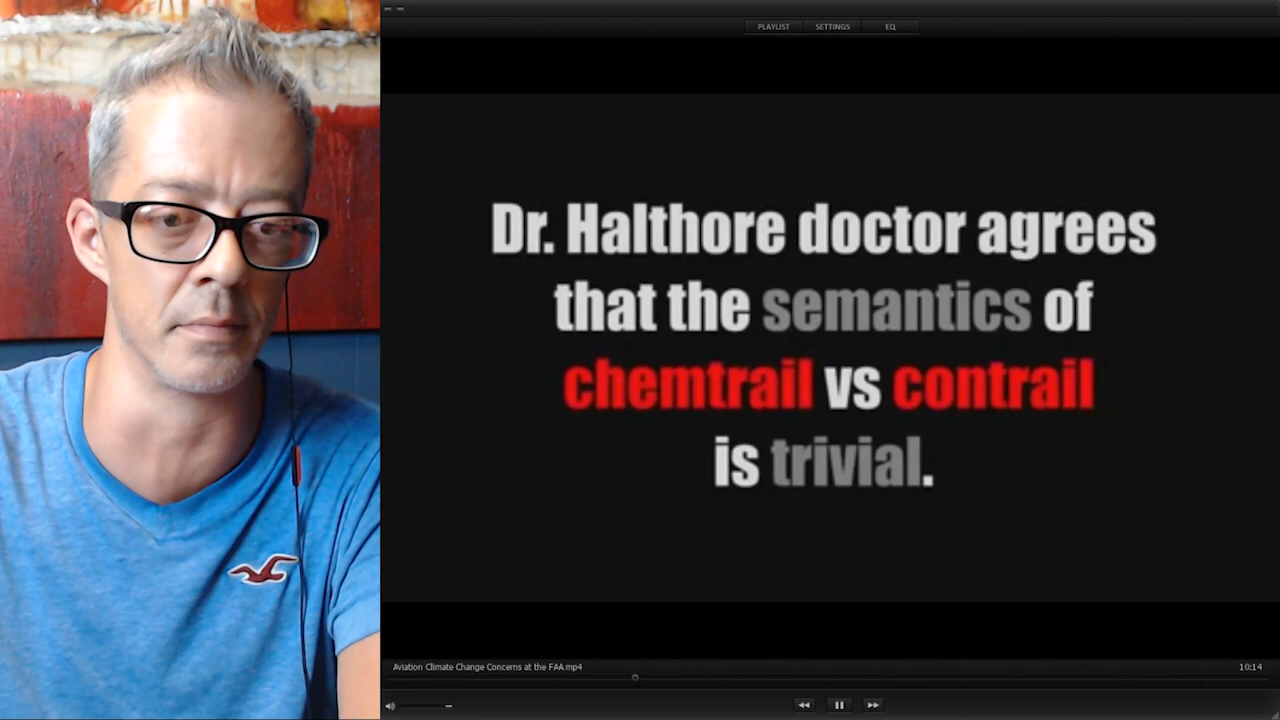 PLAYLIST SETTINGS EQ
Dr. Halthore doctor agrees
that the semantics of
chemtrail vs contrail
is trivial.
Aviation Climate Change Concerns at the FAA.mp4 10:14